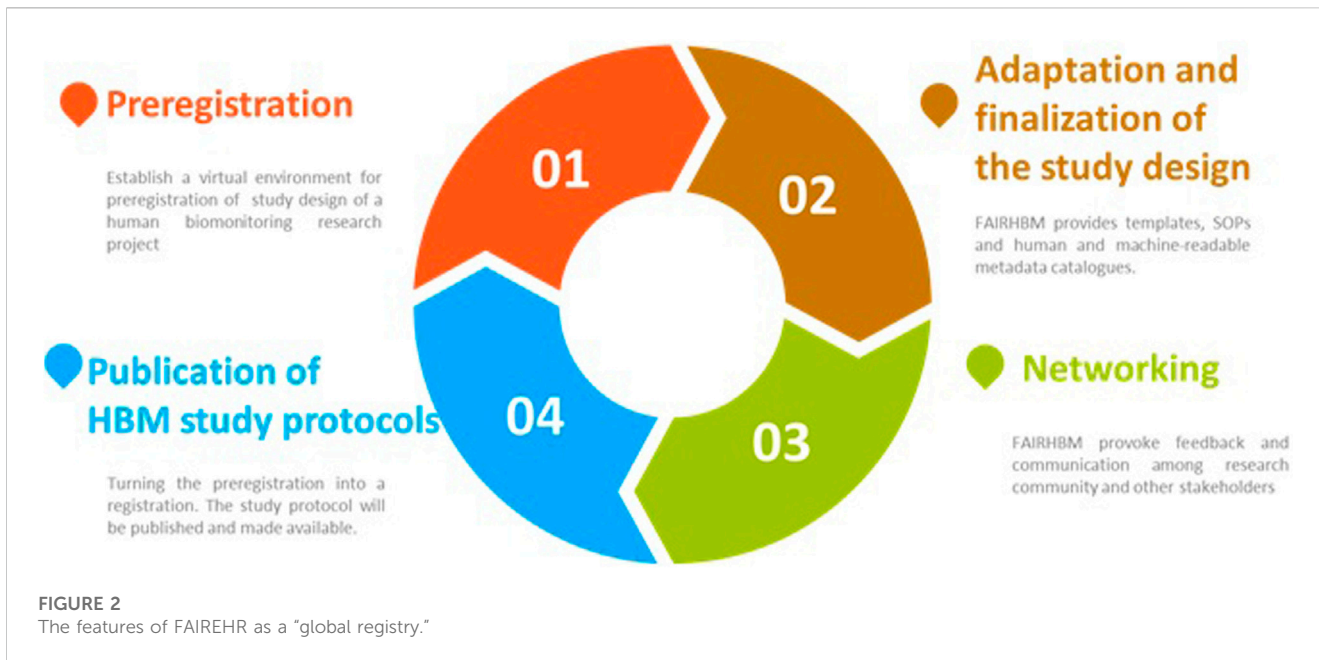 Preregistration
Establish a virtual environment for
preregistration of study design of a
human biomonitoring research
project
01
02
Adaptation and
finalization of
the study design
FAIRHBM provides templates, SOPs
and human and machine-readable
metadata catalogues.
Publication of
HBM study protocols
Turning the preregistration into a
registration. The study protocol will
be published and made available.
04
03
Networking
FAIRHBM provoke feedback and
communication among research
community and other stakeholders
FIGURE 2
The features of FAIREHR as a “global registry.”